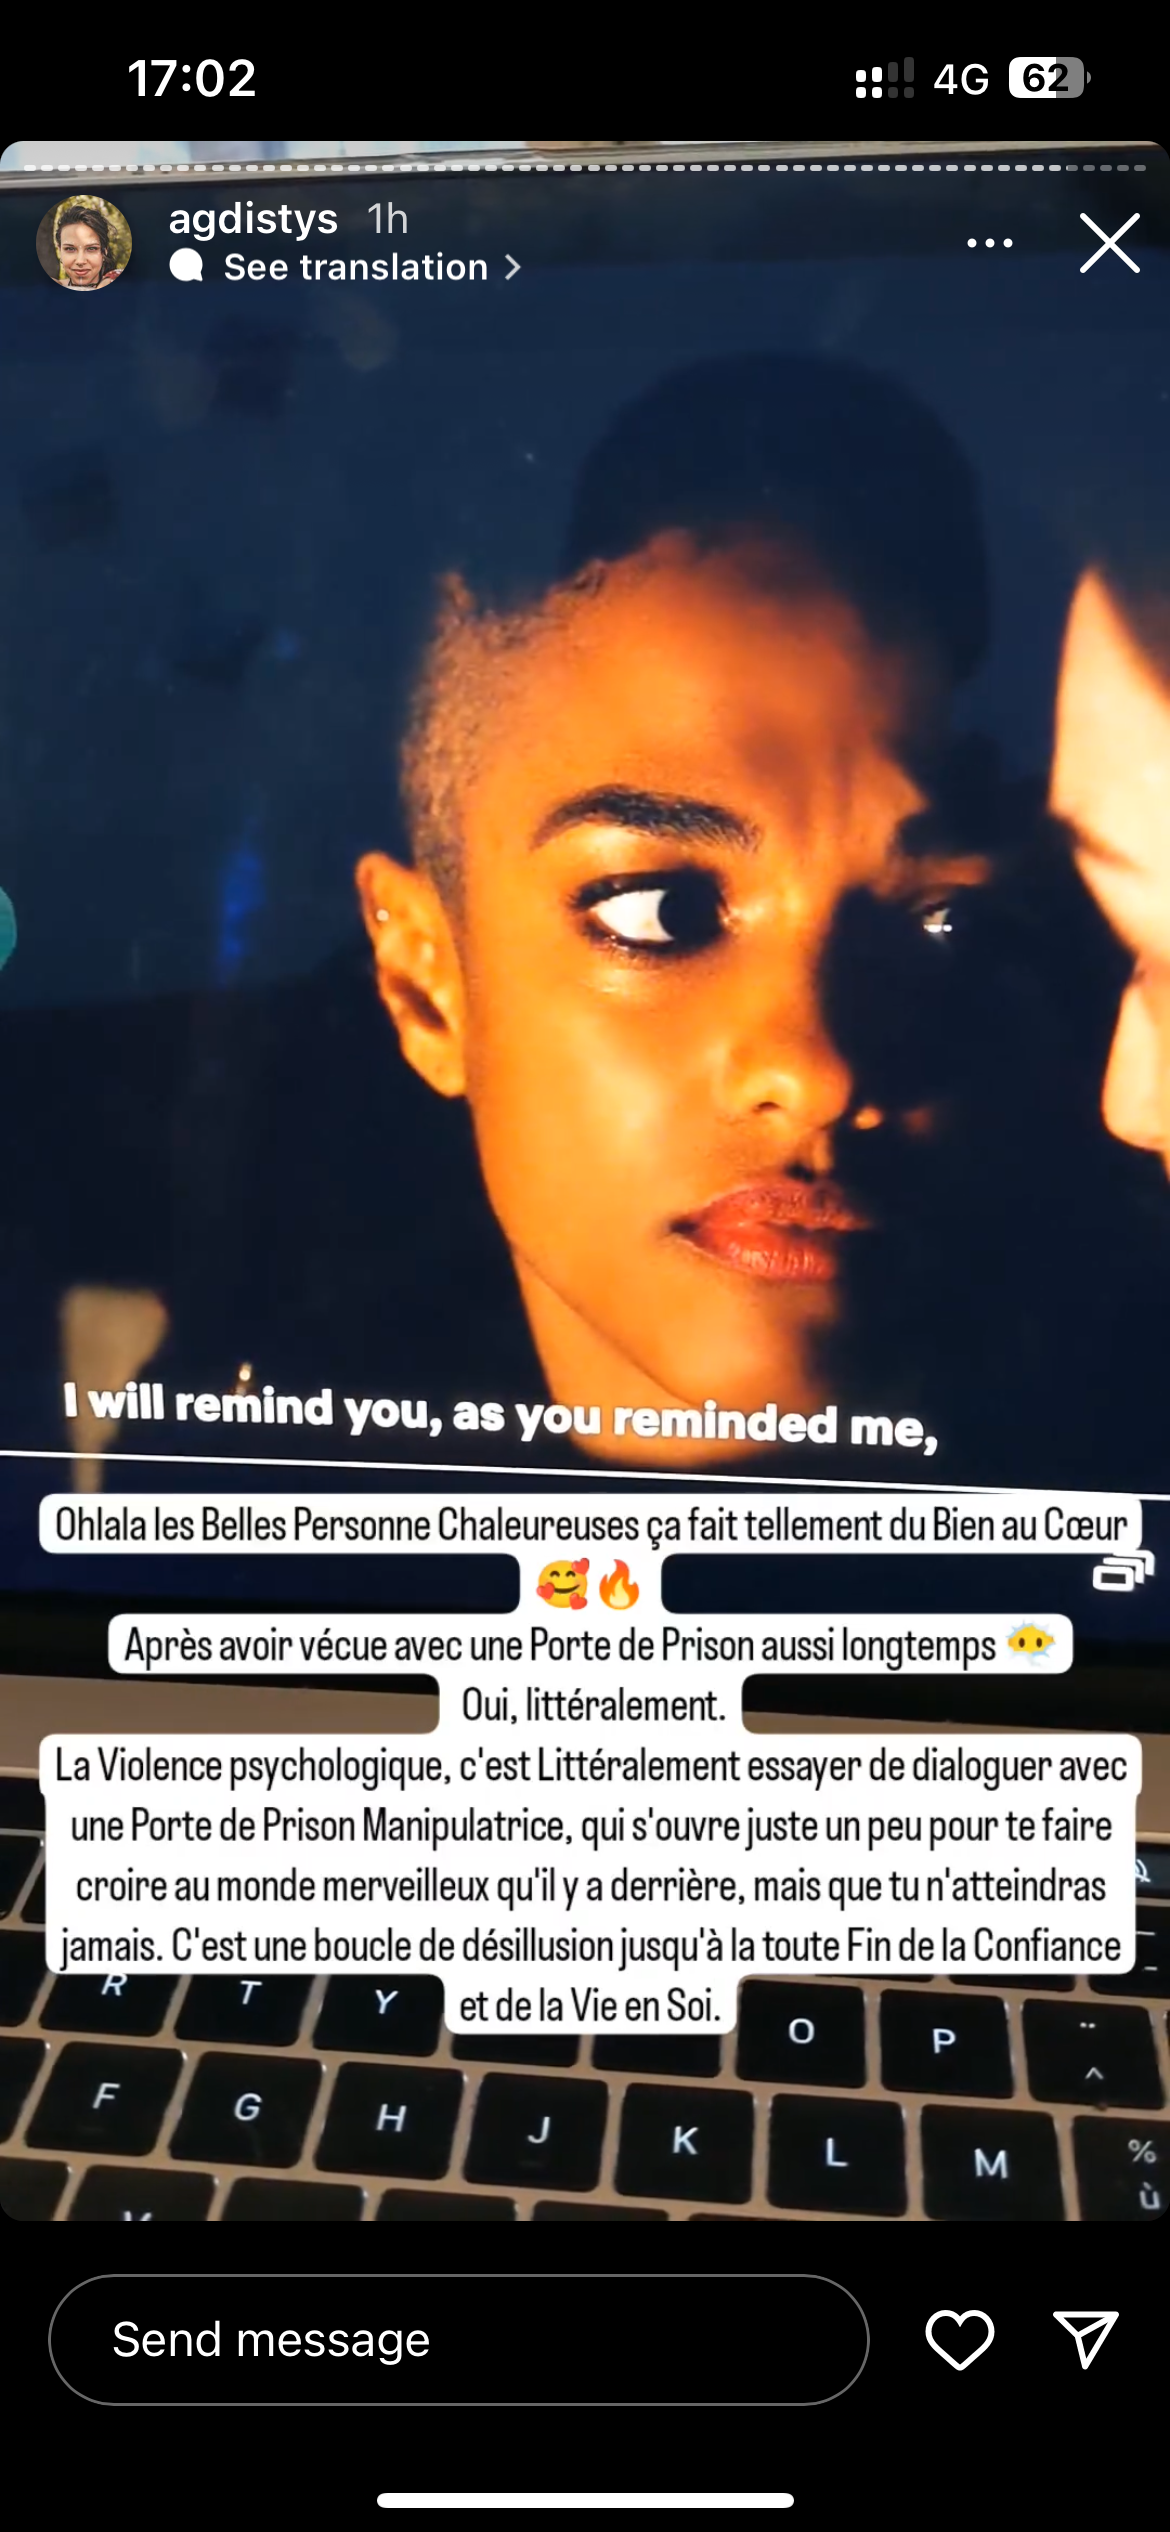 17:02
4G
62
agdistys 1h
See translation
I will remind you, as you reminded me,
Ohlala les Belles Personne Chaleureuses ça fait tellement du Bien au Cœur
🥰🔥
Après avoir vécue avec une Porte de Prison aussi longtemps 😶‍🌫️
Oui, littéralement.
La Violence psychologique, c'est Littéralement essayer de dialoguer avec
une Porte de Prison Manipulatrice, qui s'ouvre juste un peu pour te faire
croire au monde merveilleux qu'il y a derrière, mais que tu n'atteindras
jamais. C'est une boucle de désillusion jusqu'à la toute Fin de la Confiance
et de la Vie en Soi.
R T Y O P ¨ ^
F G H J K L M % ù
Send message